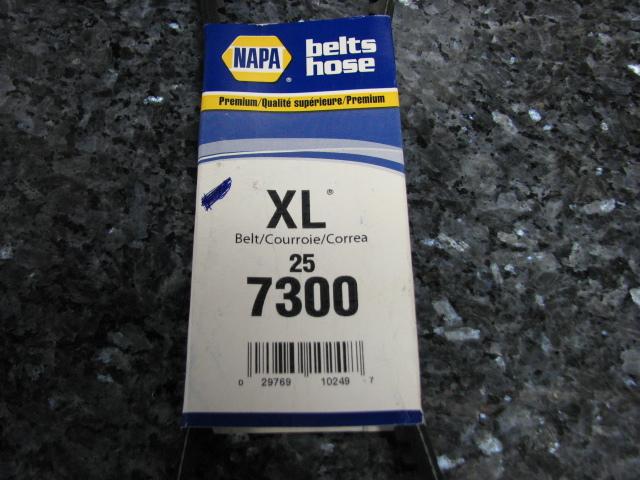 NAPA®
belts
hose
Premium/Qualité supérieure/Premium
XL®
Belt/Courroie/Correa
25
7300
0 29769 10249 7